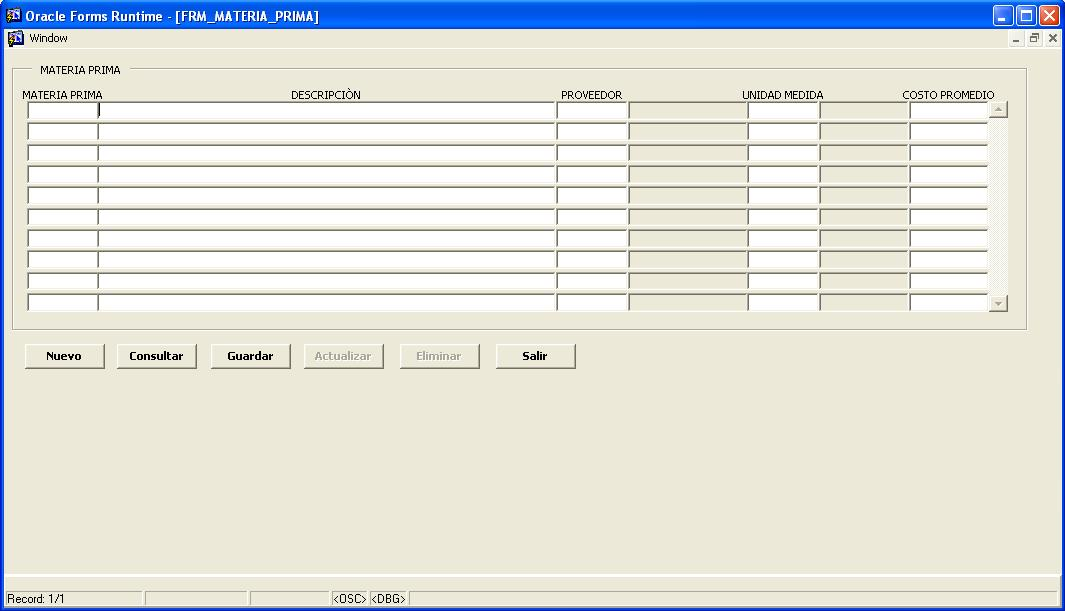 Oracle Forms Runtime - [FRM_MATERIA_PRIMA]
Window
MATERIA PRIMA
MATERIA PRIMA DESCRIPCIÒN PROVEEDOR UNIDAD MEDIDA COSTO PROMEDIO
Nuevo Consultar Guardar Actualizar Eliminar Salir
Record: 1/1 <OSC> <DBG>